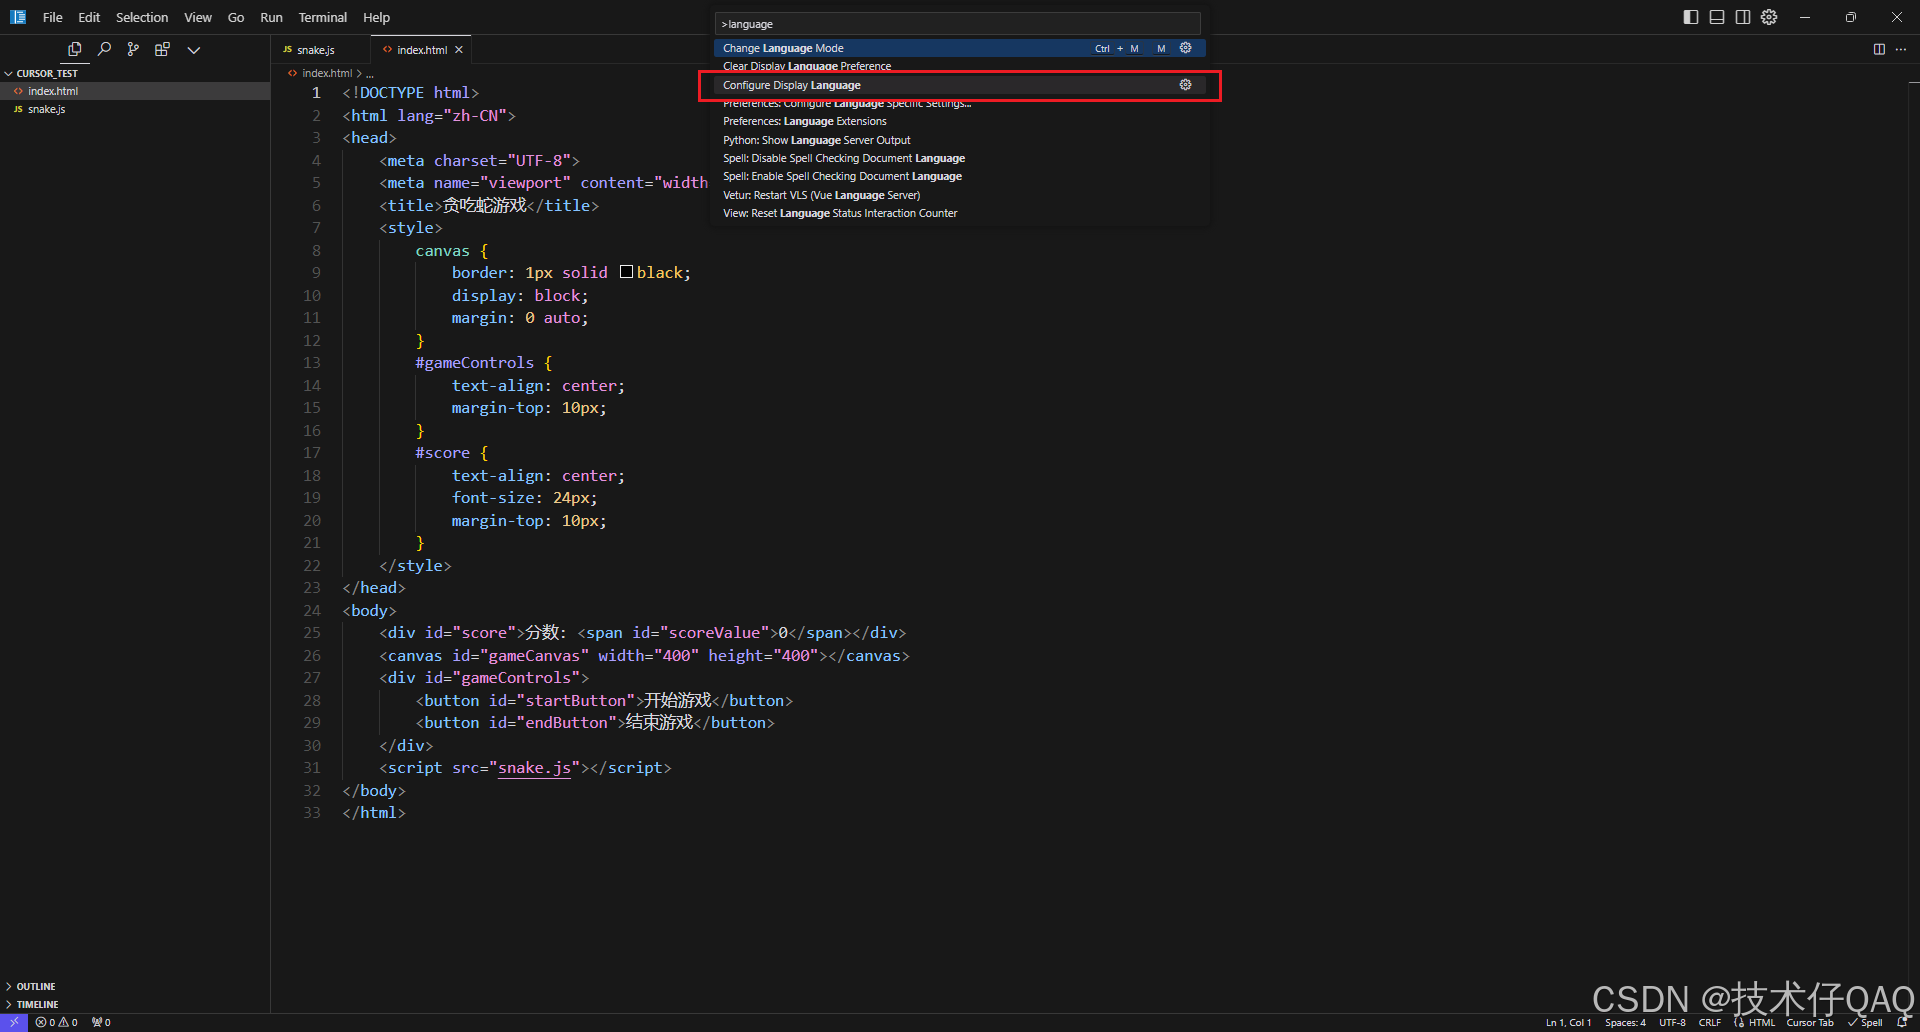 File Edit Selection View Go Run Terminal Help
>language
Change Language Mode Ctrl + M M
Clear Display Language Preference
Configure Display Language
Preferences: Configure Language Specific Settings...
Preferences: Language Extensions
Python: Show Language Server Output
Spell: Disable Spell Checking Document Language
Spell: Enable Spell Checking Document Language
Vetur: Restart VLS (Vue Language Server)
View: Reset Language Status Interaction Counter
CURSOR_TEST
<> index.html
JS snake.js
JS snake.js <> index.html
<> index.html > ...
1 <!DOCTYPE html>
2 <html lang="zh-CN">
3 <head>
4 <meta charset="UTF-8">
5 <meta name="viewport" content="width
6 <title>贪吃蛇游戏</title>
7 <style>
8 canvas {
9 border: 1px solid black;
10 display: block;
11 margin: 0 auto;
12 }
13 #gameControls {
14 text-align: center;
15 margin-top: 10px;
16 }
17 #score {
18 text-align: center;
19 font-size: 24px;
20 margin-top: 10px;
21 }
22 </style>
23 </head>
24 <body>
25 <div id="score">分数: <span id="scoreValue">0</span></div>
26 <canvas id="gameCanvas" width="400" height="400"></canvas>
27 <div id="gameControls">
28 <button id="startButton">开始游戏</button>
29 <button id="endButton">结束游戏</button>
30 </div>
31 <script src="snake.js"></script>
32 </body>
33 </html>
OUTLINE
TIMELINE
0 0 0
Ln 1, Col 1 Spaces: 4 UTF-8 CRLF {} HTML Cursor Tab Spell
CSDN @技术仔QAQ